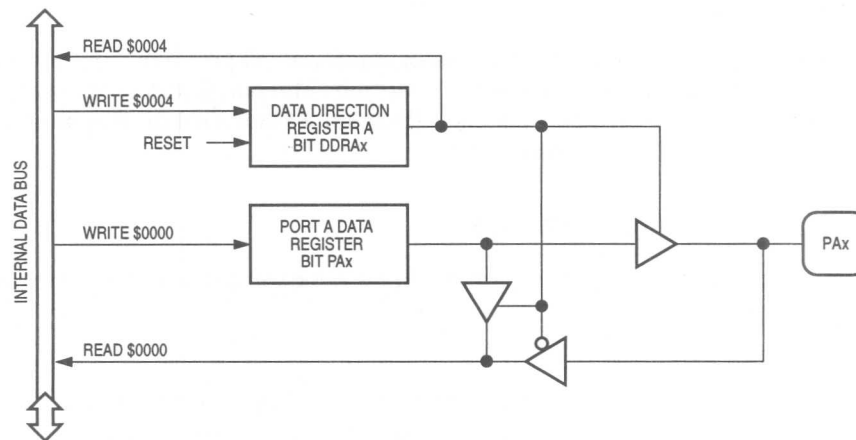 READ $0004
WRITE $0004
DATA DIRECTION
REGISTER A
BIT DDRAx
RESET
WRITE $0000
PORT A DATA
REGISTER
BIT PAx
PAx
INTERNAL DATA BUS
READ $0000